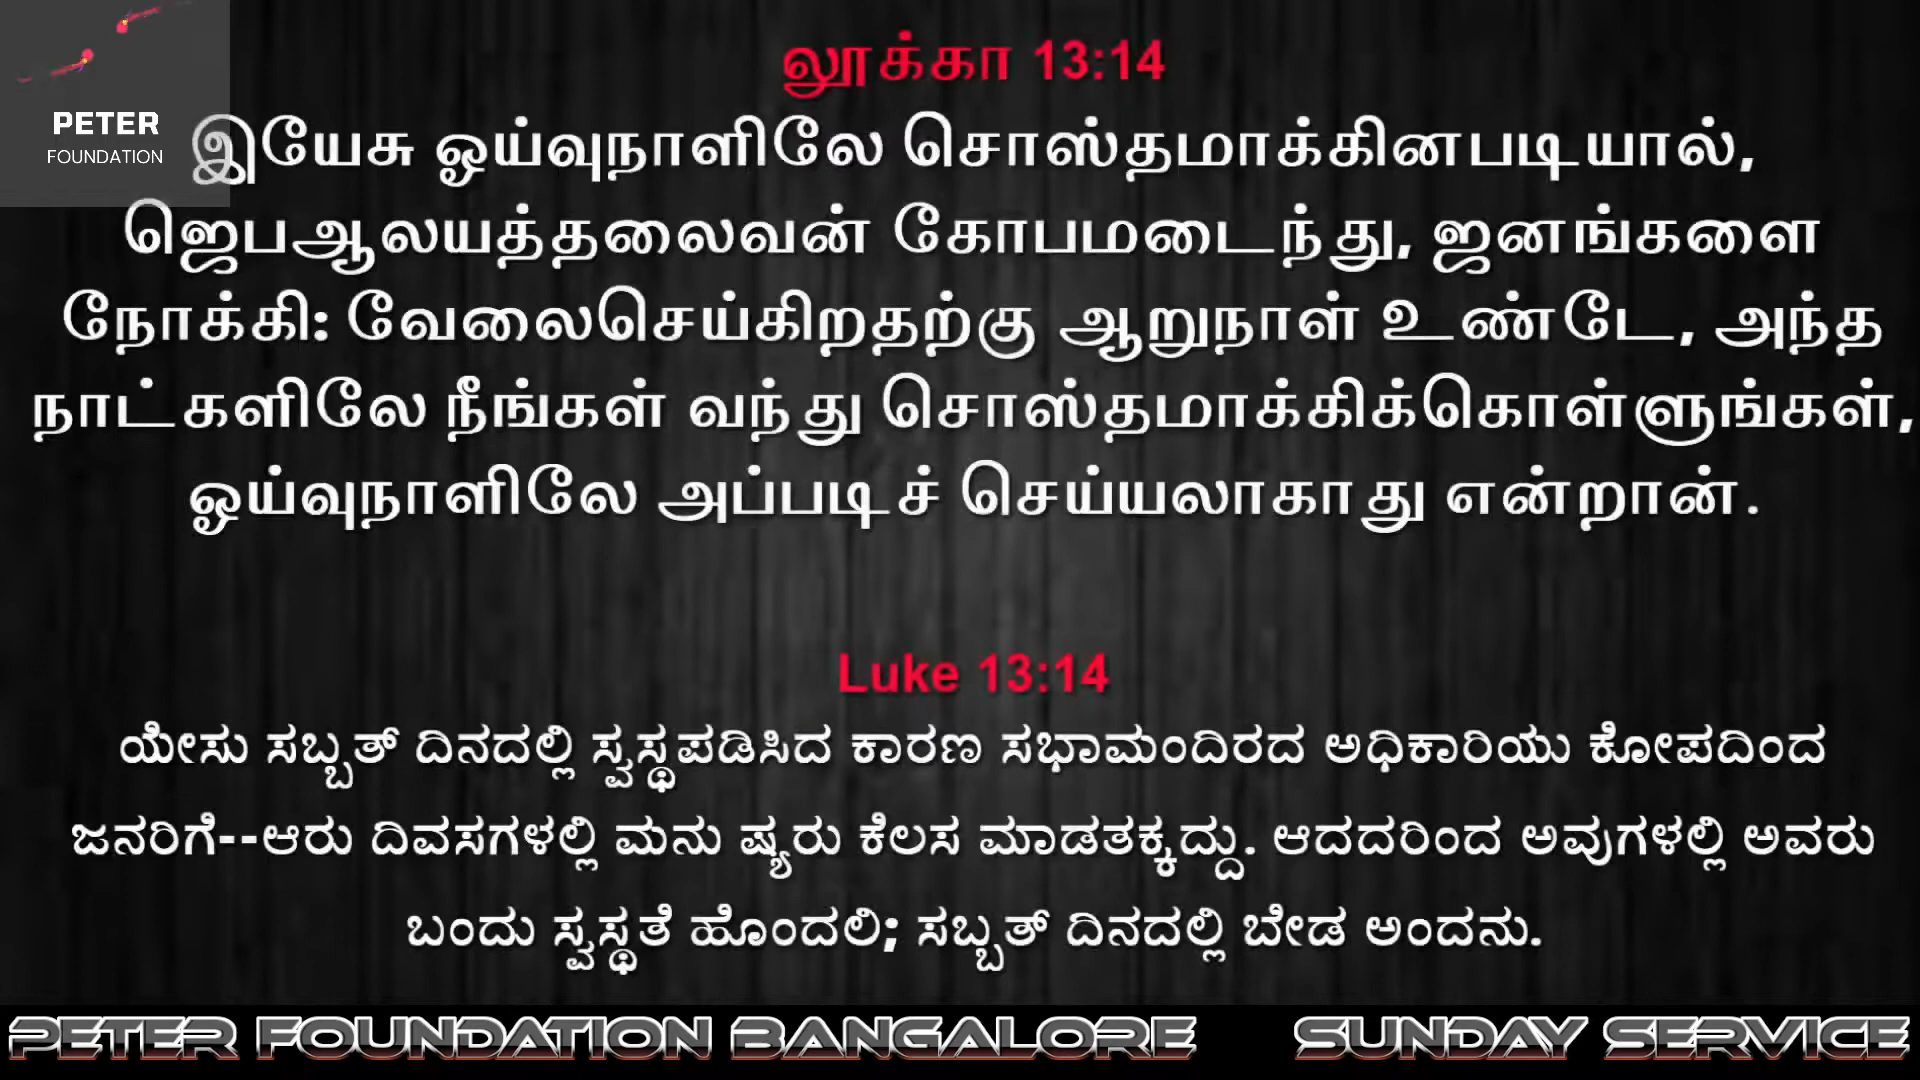 PETER
FOUNDATION
லூக்கா 13:14
இயேசு ஓய்வுநாளிலே சொஸ்தமாக்கினபடியால்,
ஜெபஆலயத்தலைவன் கோபமடைந்து, ஜனங்களை
நோக்கி: வேலைசெய்கிறதற்கு ஆறுநாள் உண்டே, அந்த
நாட்களிலே நீங்கள் வந்து சொஸ்தமாக்கிக்கொள்ளுங்கள்,
ஓய்வுநாளிலே அப்படிச் செய்யலாகாது என்றான்.
Luke 13:14
ಯೇಸು ಸಬ್ಬತ್ ದಿನದಲ್ಲಿ ಸ್ವಸ್ಥಪಡಿಸಿದ ಕಾರಣ ಸಭಾಮಂದಿರದ ಅಧಿಕಾರಿಯು ಕೋಪದಿಂದ
ಜನರಿಗೆ--ಆರು ದಿವಸಗಳಲ್ಲಿ ಮನು ಷ್ಯರು ಕೆಲಸ ಮಾಡತಕ್ಕದ್ದು. ಆದದರಿಂದ ಅವುಗಳಲ್ಲಿ ಅವರು
ಬಂದು ಸ್ವಸ್ಥತೆ ಹೊಂದಲಿ; ಸಬ್ಬತ್ ದಿನದಲ್ಲಿ ಬೇಡ ಅಂದನು.
PETER FOUNDATION BANGALORE SUNDAY SERVICE